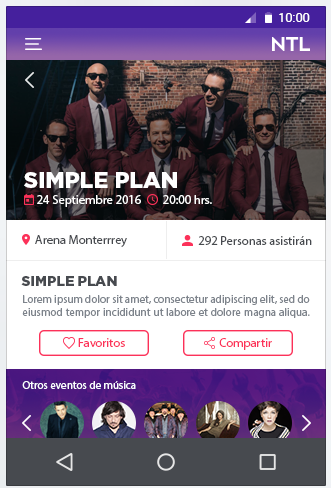 10:00
NTL
SIMPLE PLAN
24 Septiembre 2016 20:00 hrs.
Arena Monterrrey 292 Personas asistirán
SIMPLE PLAN
Lorem ipsum dolor sit amet, consectetur adipiscing elit, sed do
eiusmod tempor incididunt ut labore et dolore magna aliqua.
Favoritos Compartir
Otros eventos de música